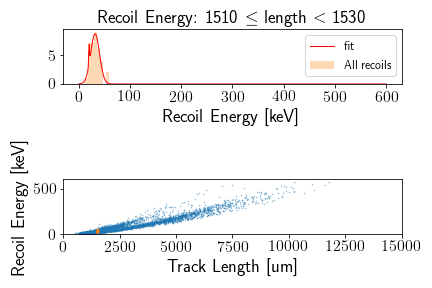 Recoil Energy: 1510 ≤ length < 1530
5
0
fit
All recoils
0 100 200 300 400 500 600
Recoil Energy [keV]
Recoil Energy [keV]
500
0
0 2500 5000 7500 10000 12500 15000
Track Length [um]